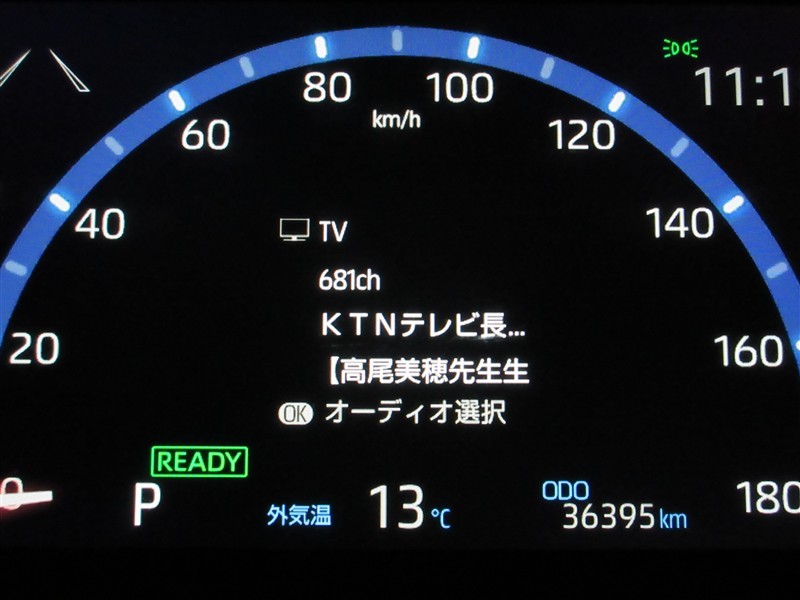 11:1
80
100
km/h
60
120
40
140
TV
681ch
KTNテレビ長...
【高尾美穂先生生
20
160
OK オーディオ選択
READY
0
P
外気温 13℃
ODO
36395km
180